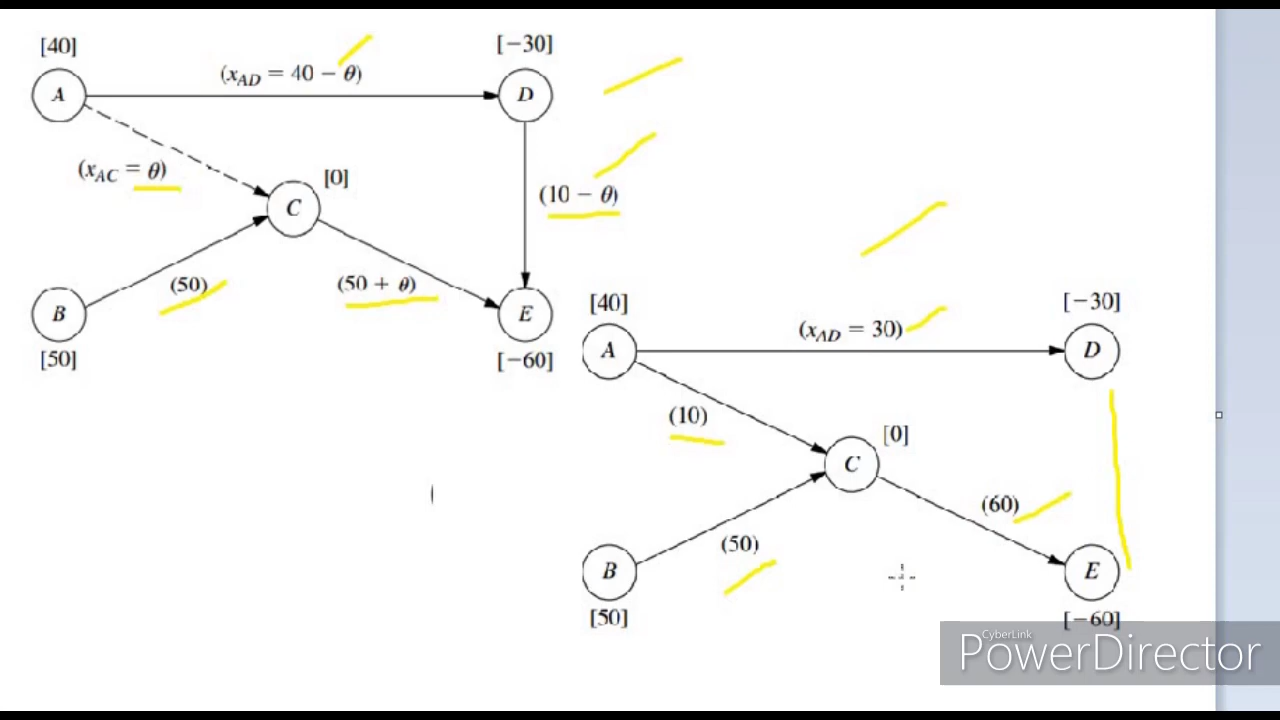 [40]
[−30]
(x_AD = 40 − θ)
A
D
(x_AC = θ)
[0]
(10 − θ)
C
(50)
(50 + θ)
B
E
[50]
[−60]
[40]
[−30]
(x_AD = 30)
A
D
(10)
[0]
C
(60)
(50)
B
E
[50]
[−60]
CyberLink
PowerDirector